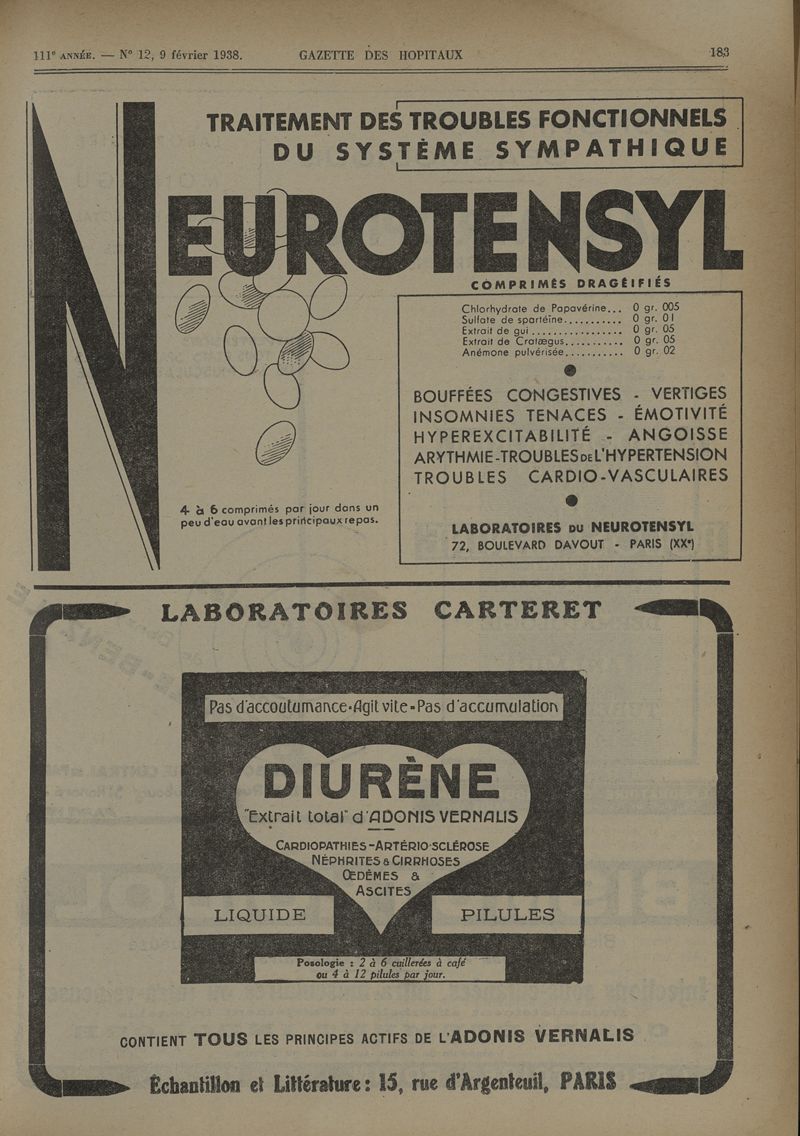 111e ANNÉE. — N° 12, 9 février 1938. GAZETTE DES HOPITAUX 183
TRAITEMENT DES TROUBLES FONCTIONNELS
DU SYSTÈME SYMPATHIQUE
NEUROTENSYL
COMPRIMÉS DRAGÉIFIÉS
Chlorhydrate de Papavérine... 0 gr. 005
Sulfate de spartéïne........... 0 gr. 01
Extrait de gui................. 0 gr. 05
Extrait de Cratægus........... 0 gr. 05
Anémone pulvérisée........... 0 gr. 02
BOUFFÉES CONGESTIVES - VERTIGES
INSOMNIES TENACES - ÉMOTIVITÉ
HYPEREXCITABILITÉ - ANGOISSE
ARYTHMIE-TROUBLES DE L'HYPERTENSION
TROUBLES CARDIO-VASCULAIRES
4 à 6 comprimés par jour dans un
peu d'eau avant les principaux repas.
LABORATOIRES DU NEUROTENSYL
72, BOULEVARD DAVOUT - PARIS (XXe)
LABORATOIRES CARTERET
Pas d'accoutumance-Agit vite-Pas d'accumulation
DIURÈNE
"Extrait total" d'ADONIS VERNALIS
CARDIOPATHIES-ARTÉRIO-SCLÉROSE
NÉPHRITES & CIRRHOSES
ŒDÈMES &
ASCITES
LIQUIDE PILULES
Posologie : 2 à 6 cuillerées à café
ou 4 à 12 pilules par jour.
CONTIENT TOUS LES PRINCIPES ACTIFS DE L'ADONIS VERNALIS
Échantillon et Littérature : 15, rue d'Argenteuil, PARIS